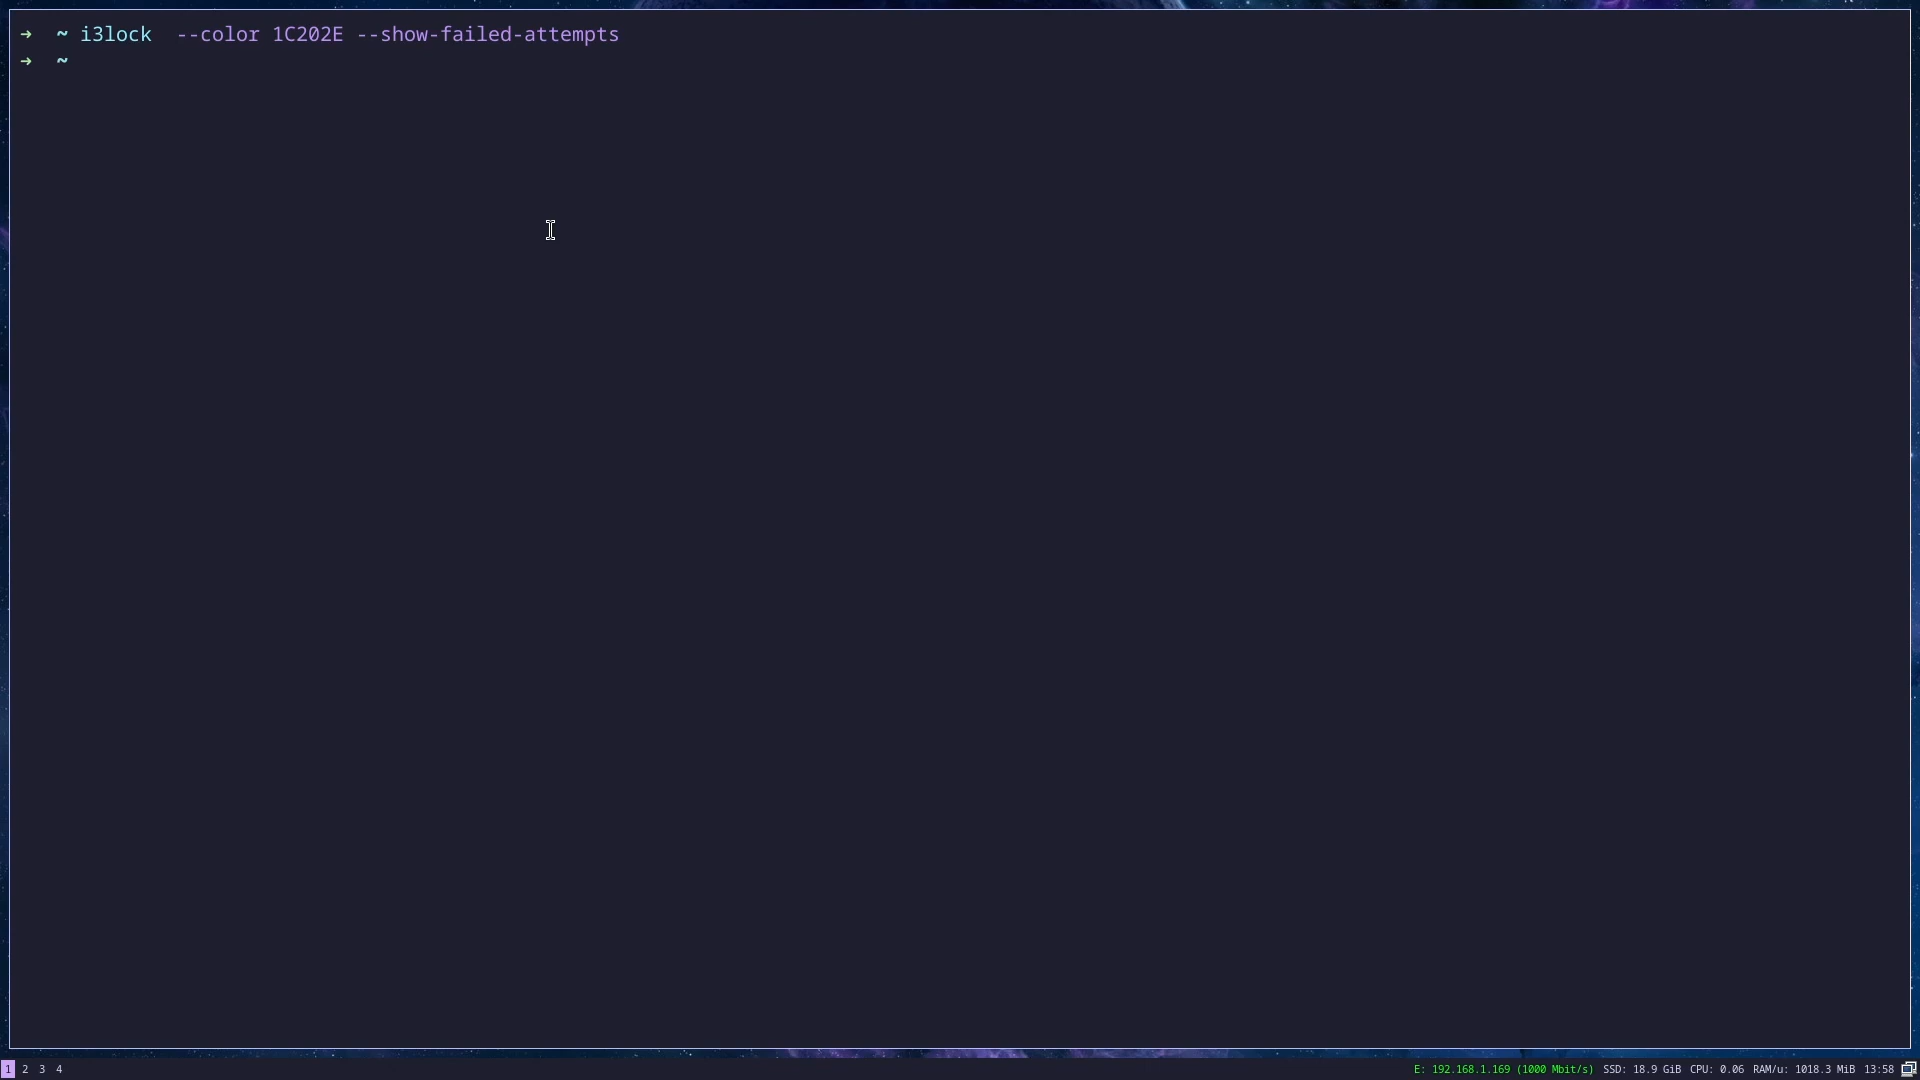 ➜  ~ i3lock  --color 1C202E --show-failed-attempts
➜  ~
1 2 3 4 E: 192.168.1.169 (1000 Mbit/s) SSD: 18.9 GiB CPU: 0.06 RAM/u: 1018.3 MiB 13:58